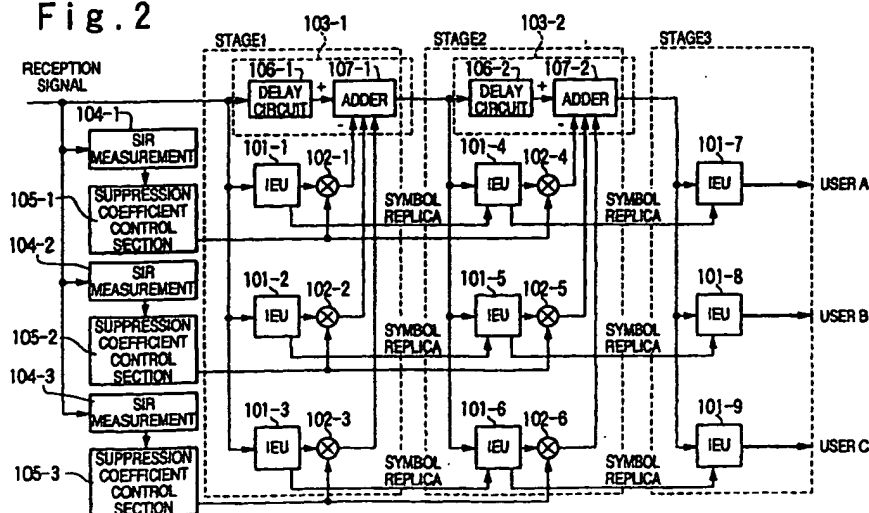 Fig.2
103-1
103-2
STAGE1
STAGE2
STAGE3
106-1
107-1
106-2
107-2
RECEPTION
SIGNAL
DELAY
CIRCUIT
+
ADDER
-
DELAY
CIRCUIT
+
ADDER
-
104-1
SIR
MEASUREMENT
101-1
102-1
IEU
101-4
102-4
IEU
101-7
IEU
USER A
105-1
SUPPRESSION
COEFFICIENT
CONTROL
SECTION
SYMBOL
REPLICA
SYMBOL
REPLICA
104-2
SIR
MEASUREMENT
101-2
102-2
IEU
101-5
102-5
IEU
101-8
IEU
USER B
105-2
SUPPRESSION
COEFFICIENT
CONTROL
SECTION
SYMBOL
REPLICA
SYMBOL
REPLICA
104-3
SIR
MEASUREMENT
101-3
102-3
IEU
101-6
102-6
IEU
101-9
IEU
USER C
105-3
SUPPRESSION
COEFFICIENT
CONTROL
SECTION
SYMBOL
REPLICA
SYMBOL
REPLICA